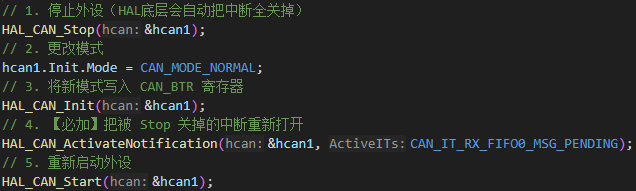 // 1. 停止外设（HAL底层会自动把中断全关掉）
HAL_CAN_Stop(hcan: &hcan1);
// 2. 更改模式
hcan1.Init.Mode = CAN_MODE_NORMAL;
// 3. 将新模式写入 CAN_BTR 寄存器
HAL_CAN_Init(hcan: &hcan1);
// 4. 【必加】把被 Stop 关掉的中断重新打开
HAL_CAN_ActivateNotification(hcan: &hcan1, ActiveITs: CAN_IT_RX_FIFO0_MSG_PENDING);
// 5. 重新启动外设
HAL_CAN_Start(hcan: &hcan1);